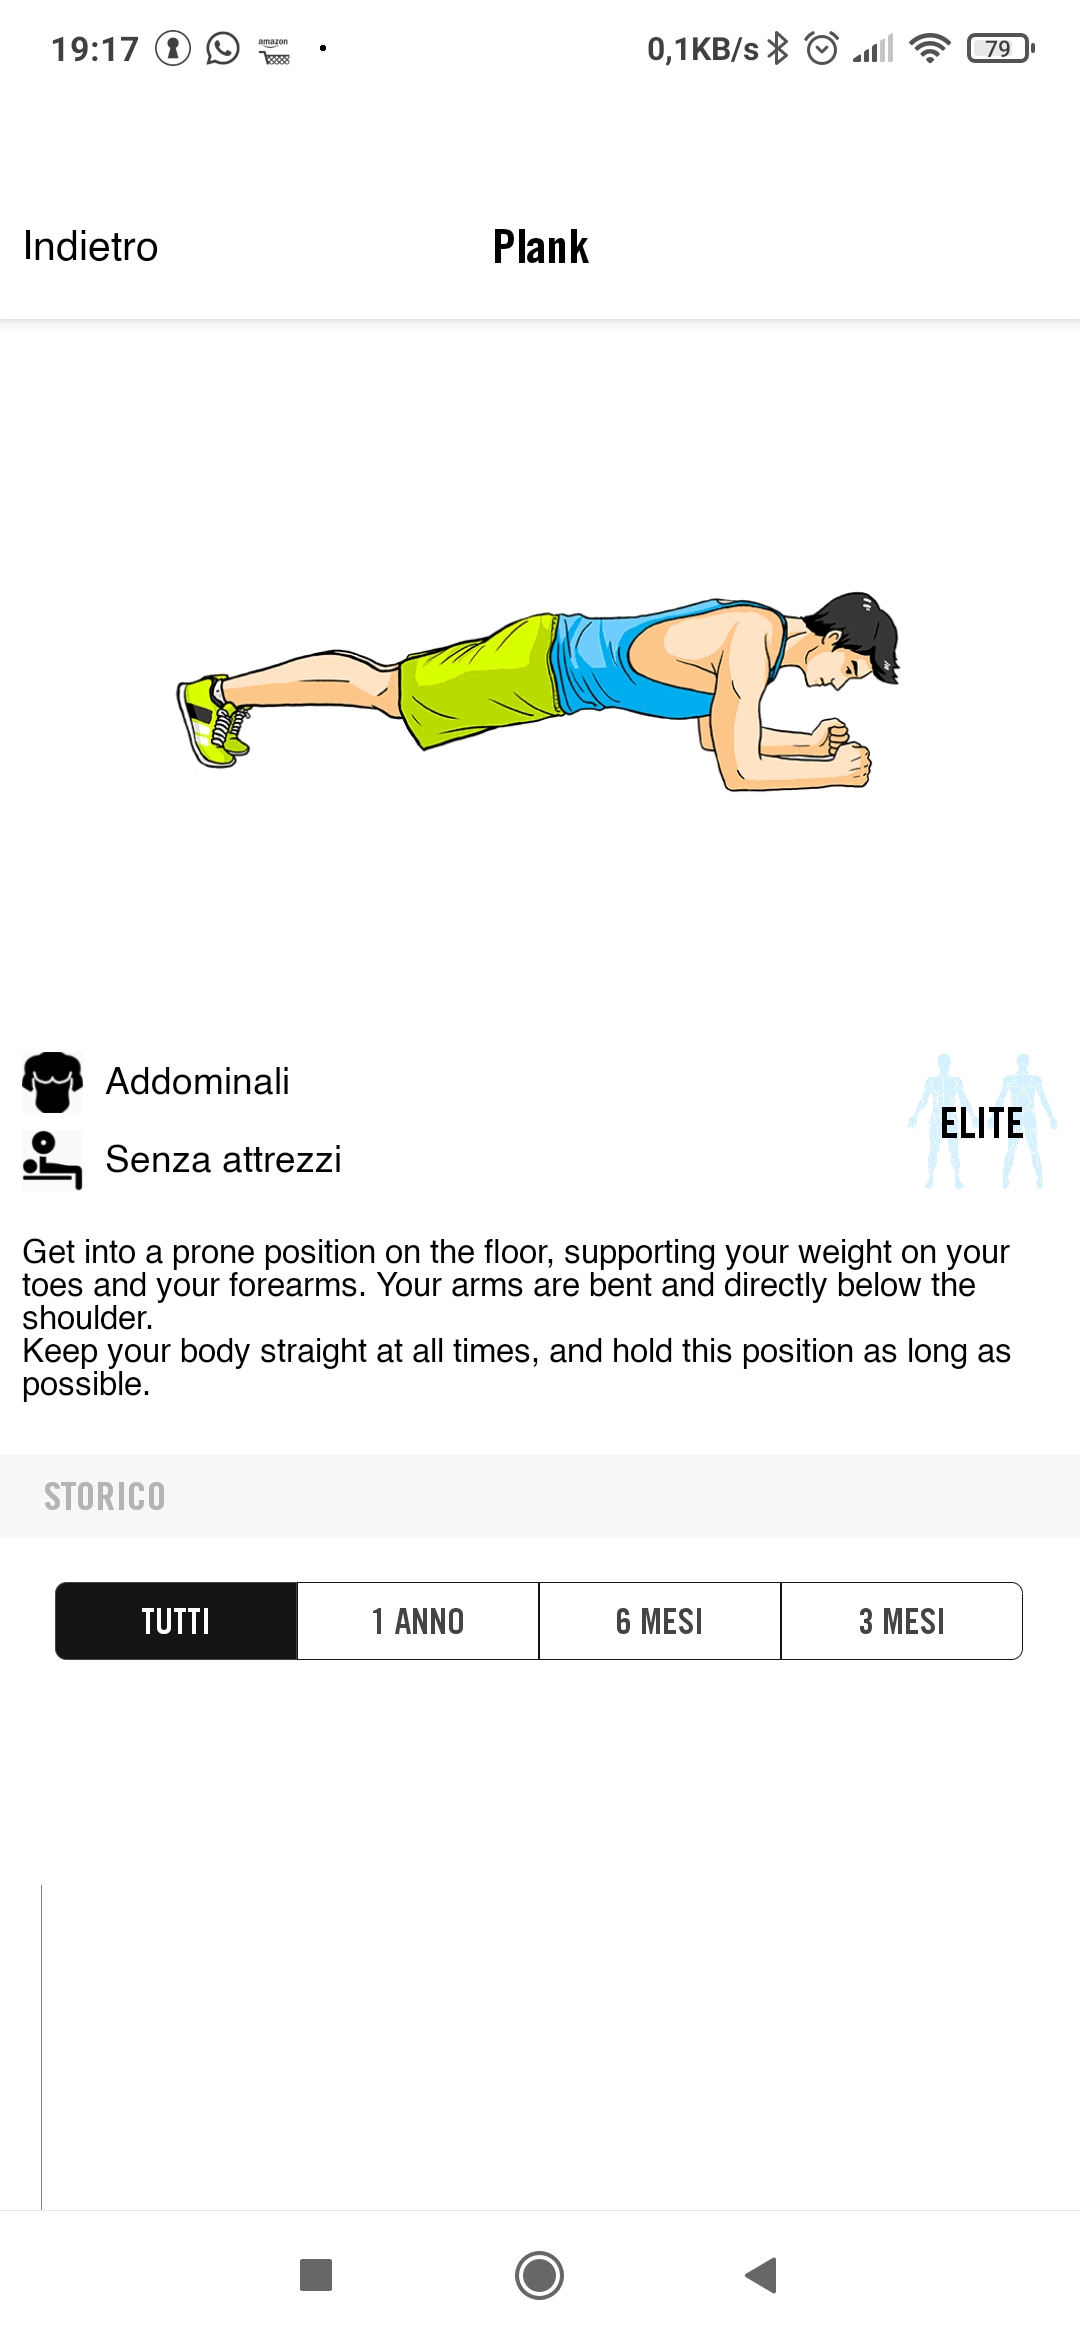 19:17 amazon 0,1KB/s 79
Indietro Plank
Addominali
Senza attrezzi
ELITE
Get into a prone position on the floor, supporting your weight on your
toes and your forearms. Your arms are bent and directly below the
shoulder.
Keep your body straight at all times, and hold this position as long as
possible.
STORICO
TUTTI 1 ANNO 6 MESI 3 MESI